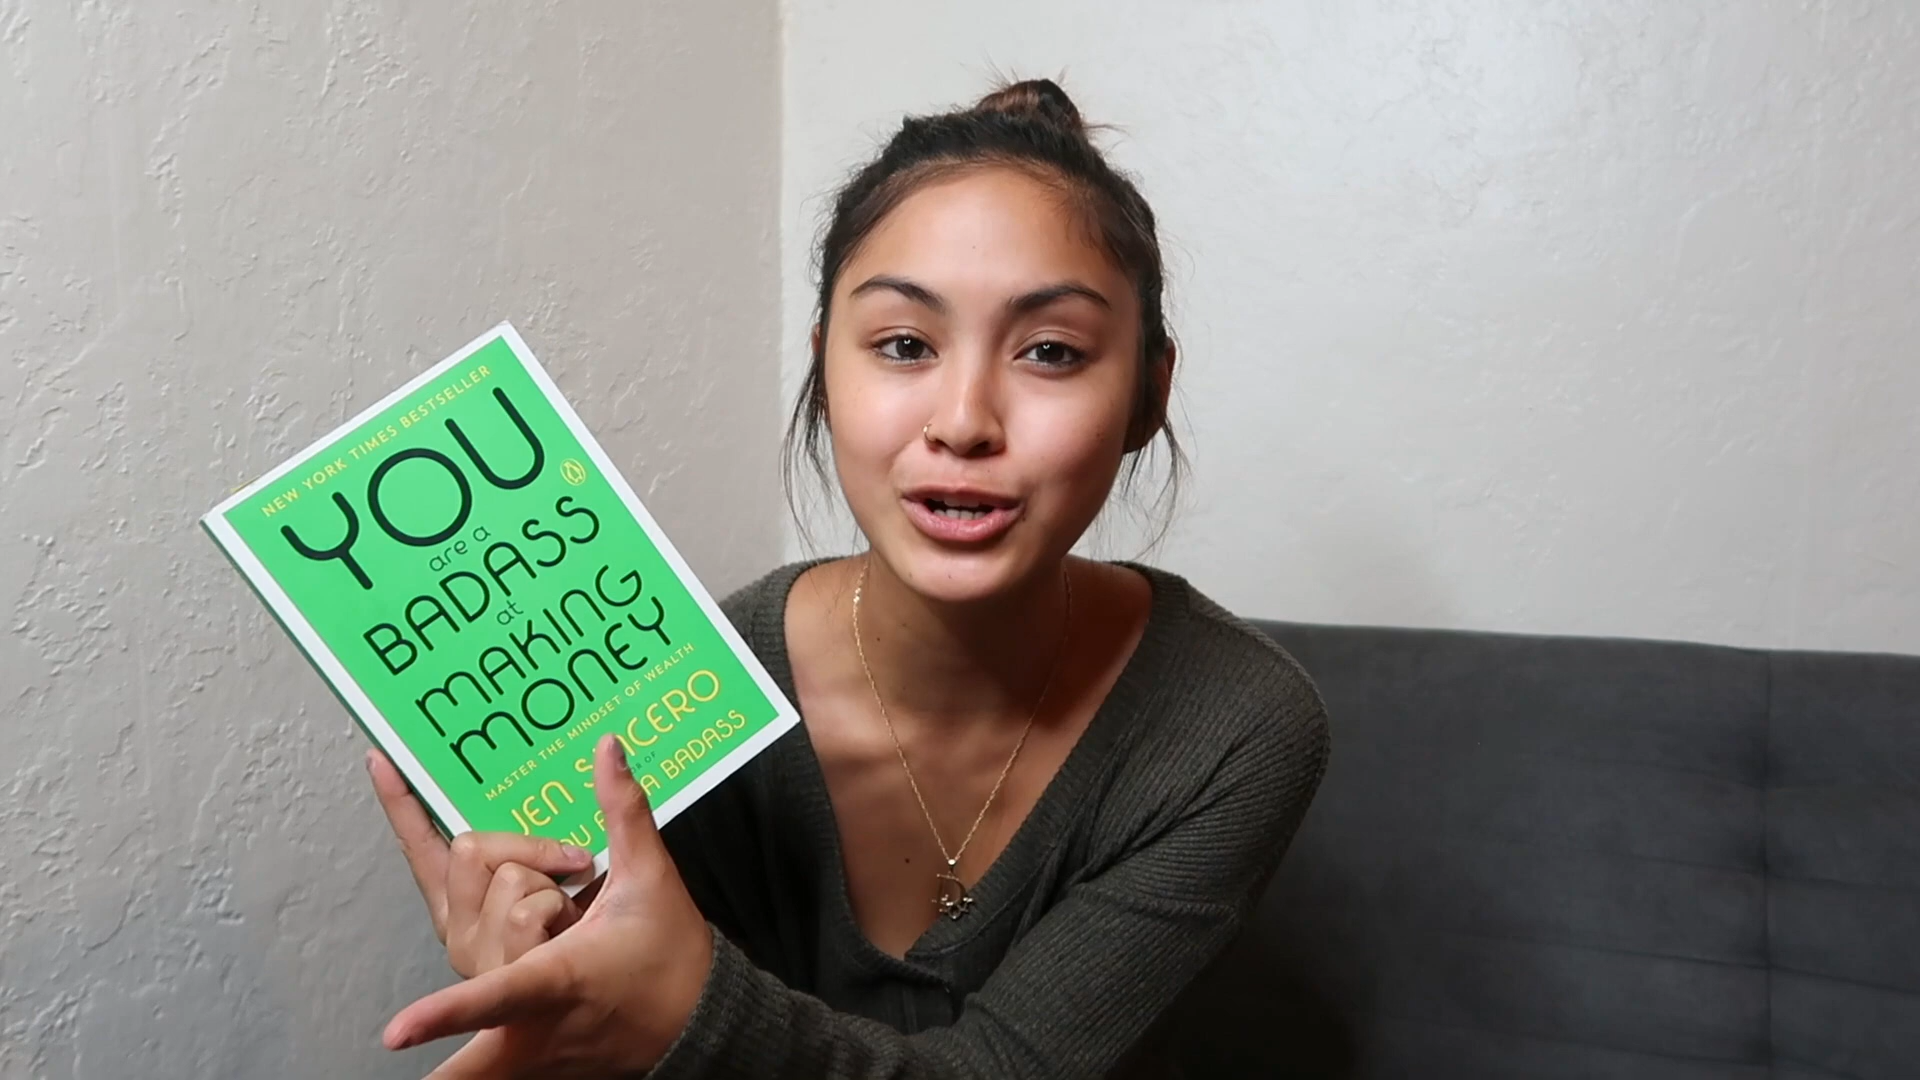 NEW YORK TIMES BESTSELLER
YOU
are a
BADASS
at
MAKING
MONEY
MASTER THE MINDSET OF WEALTH
JEN
A BADASS